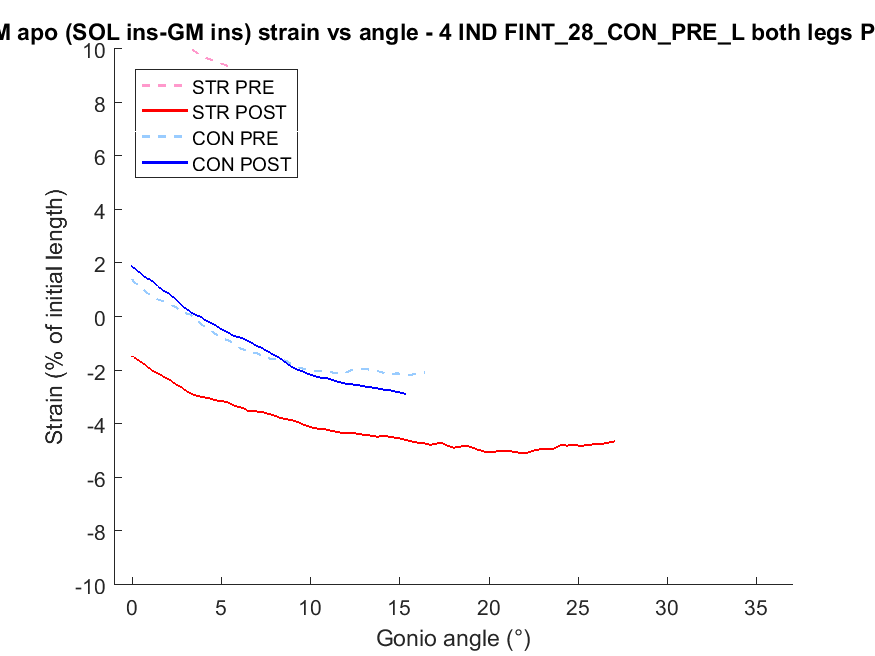 M apo (SOL ins-GM ins) strain vs angle - 4 IND FINT_28_CON_PRE_L both legs P
10
8
6
4
2
0
-2
-4
-6
-8
-10
STR PRE
STR POST
CON PRE
CON POST
Strain (% of initial length)
0 5 10 15 20 25 30 35
Gonio angle (°)